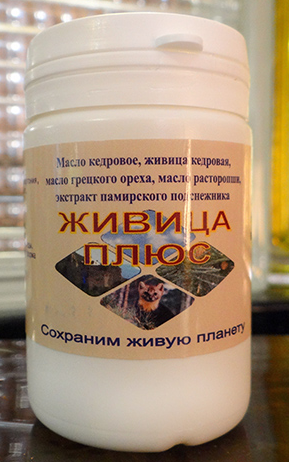 Масло кедровое, живица кедровая,
масло грецкого ореха, масло расторопши,
экстракт памирского подснежника
ЖИВИЦА
ПЛЮС
Сохраним живую планету